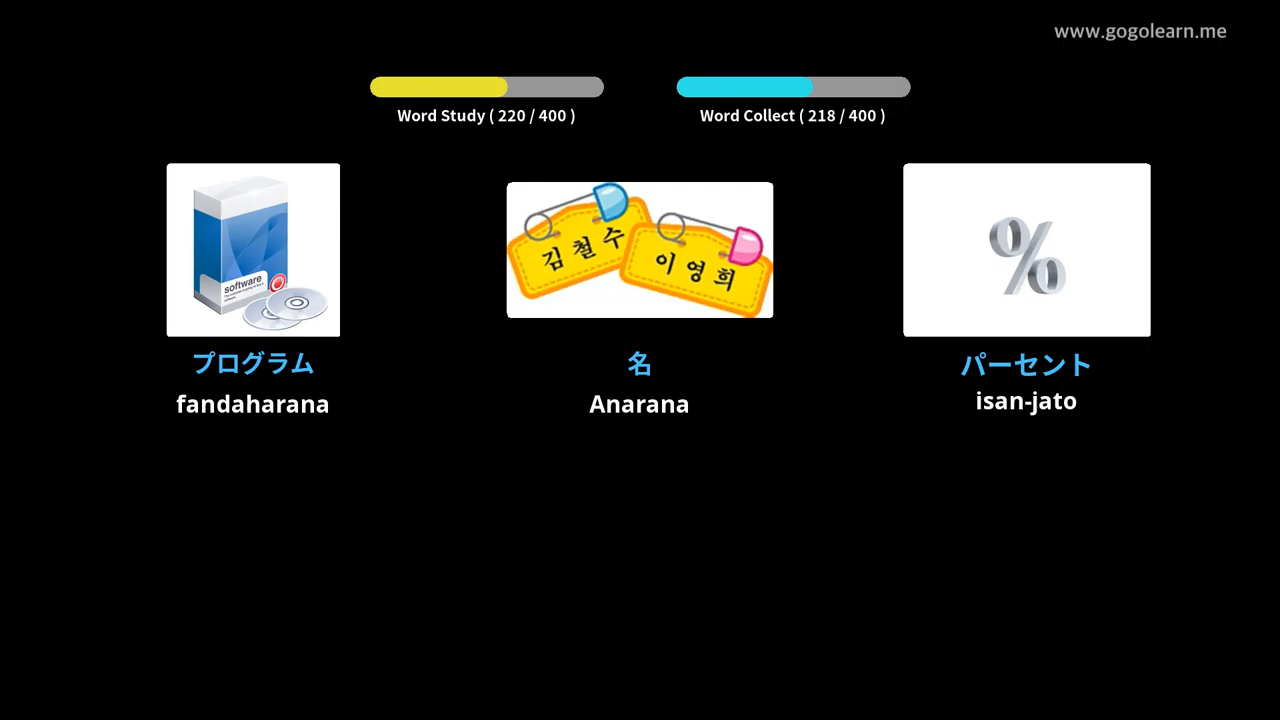 www.gogolearn.me
Word Study ( 220 / 400 )
Word Collect ( 218 / 400 )
software
김철수
이영희
プログラム
名
パーセント
fandaharana
Anarana
isan-jato
%